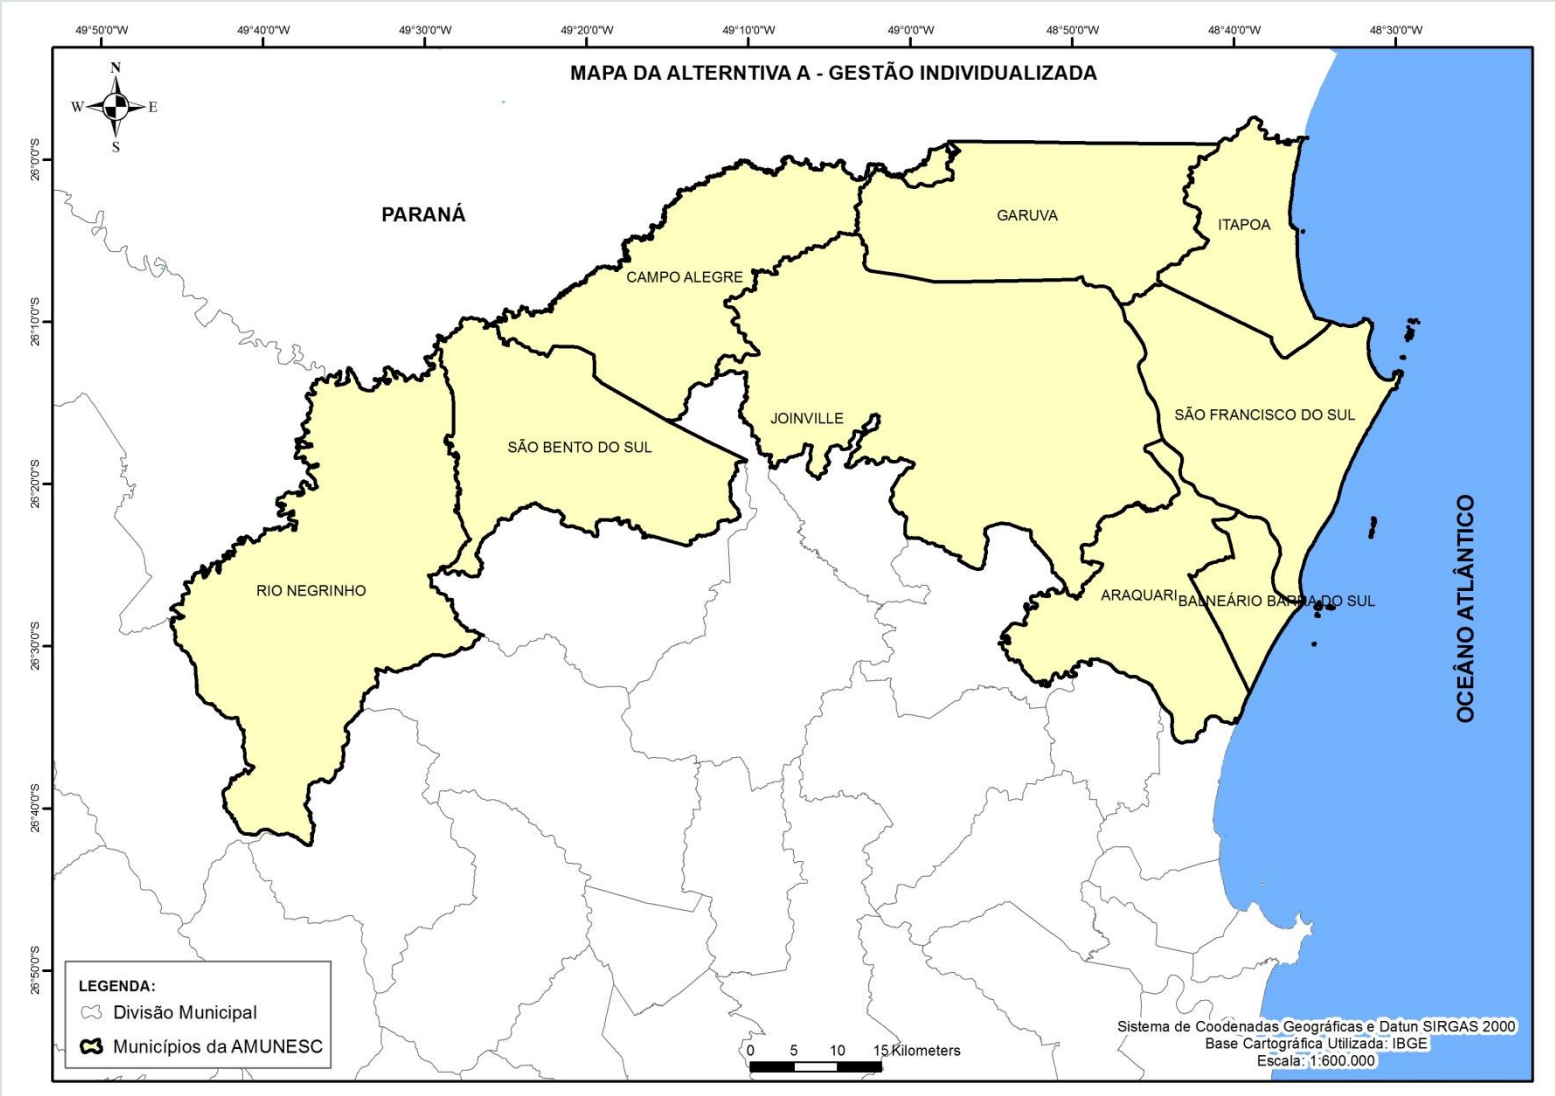 49°50'0"W 49°40'0"W 49°30'0"W 49°20'0"W 49°10'0"W 49°0'0"W 48°50'0"W 48°40'0"W 48°30'0"W
MAPA DA ALTERNTIVA A - GESTÃO INDIVIDUALIZADA
N
W E
S
26°0'0"S
PARANÁ
GARUVA
ITAPOA
CAMPO ALEGRE
26°10'0"S
JOINVILLE
SÃO FRANCISCO DO SUL
SÃO BENTO DO SUL
26°20'0"S
OCEÂNO ATLÂNTICO
RIO NEGRINHO
ARAQUARI
BALNEÁRIO BARRA DO SUL
26°30'0"S
26°40'0"S
26°50'0"S
LEGENDA:
Divisão Municipal
Municípios da AMUNESC
0 5 10 15 Kilometers
Sistema de Coodenadas Geográficas e Datun SIRGAS 2000
Base Cartográfica Utilizada: IBGE
Escala: 1:600.000